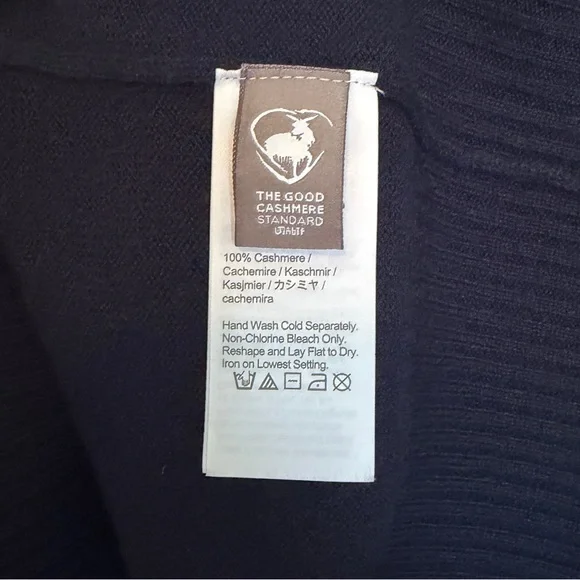 THE GOOD
CASHMERE
STANDARD
100% Cashmere /
Cachemire / Kaschmir /
Kasjmier / カシミヤ /
cachemira
Hand Wash Cold Separately.
Non-Chlorine Bleach Only.
Reshape and Lay Flat to Dry.
Iron on Lowest Setting.